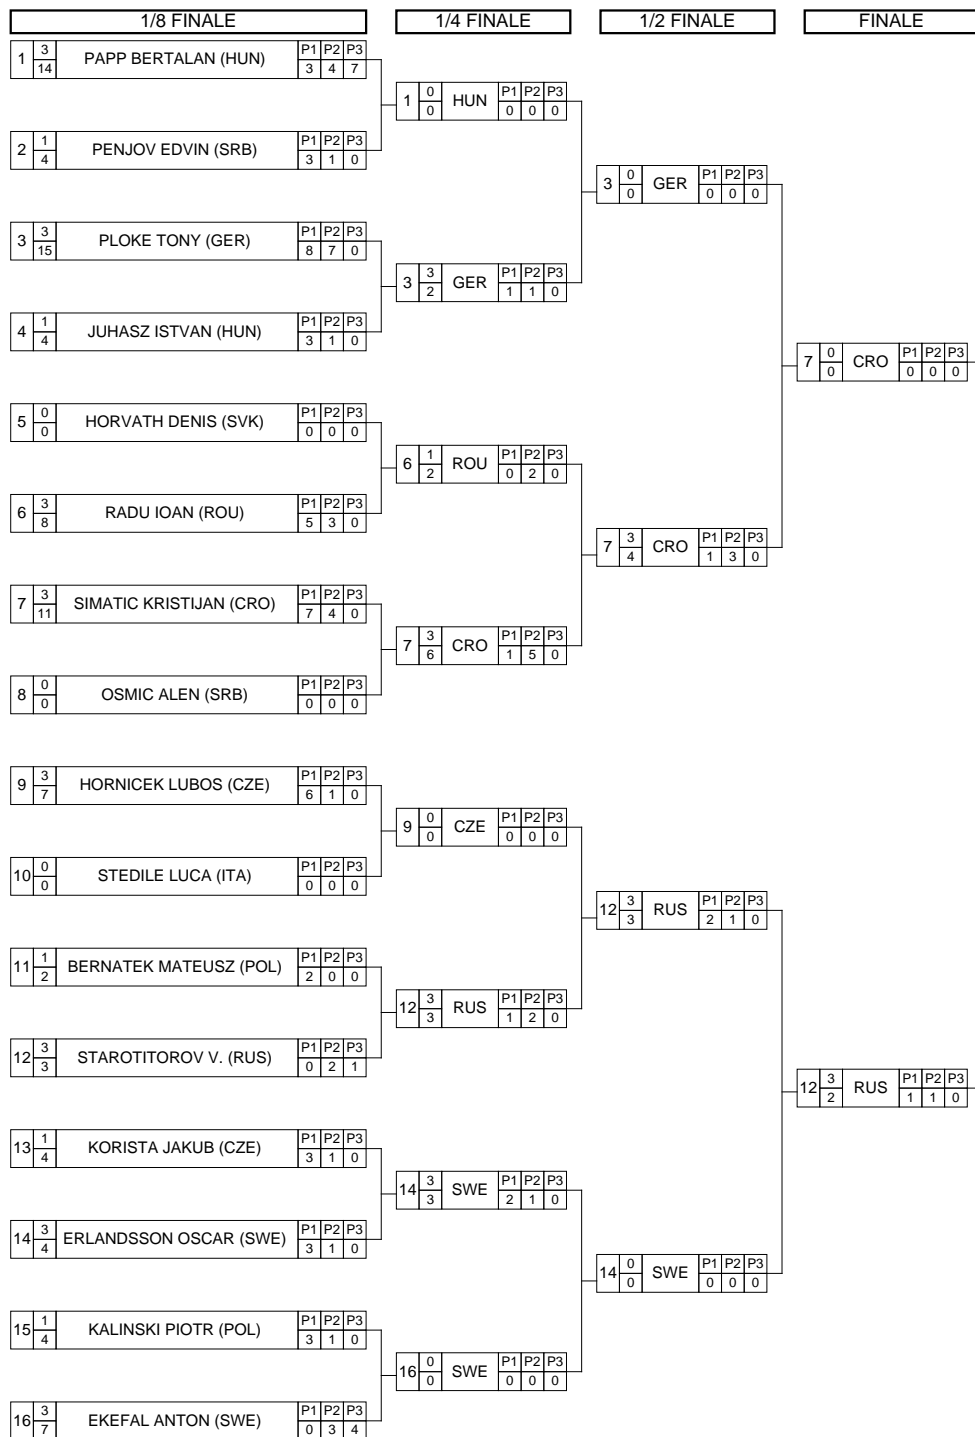 1/8 FINALE 1/4 FINALE 1/2 FINALE FINALE
1 3 14 PAPP BERTALAN (HUN) P1 P2 P3 3 4 7
1 0 0 HUN P1 P2 P3 0 0 0
2 1 4 PENJOV EDVIN (SRB) P1 P2 P3 3 1 0
3 0 0 GER P1 P2 P3 0 0 0
3 3 15 PLOKE TONY (GER) P1 P2 P3 8 7 0
3 3 2 GER P1 P2 P3 1 1 0
4 1 4 JUHASZ ISTVAN (HUN) P1 P2 P3 3 1 0
7 0 0 CRO P1 P2 P3 0 0 0
5 0 0 HORVATH DENIS (SVK) P1 P2 P3 0 0 0
6 1 2 ROU P1 P2 P3 0 2 0
6 3 8 RADU IOAN (ROU) P1 P2 P3 5 3 0
7 3 4 CRO P1 P2 P3 1 3 0
7 3 11 SIMATIC KRISTIJAN (CRO) P1 P2 P3 7 4 0
7 3 6 CRO P1 P2 P3 1 5 0
8 0 0 OSMIC ALEN (SRB) P1 P2 P3 0 0 0
9 3 7 HORNICEK LUBOS (CZE) P1 P2 P3 6 1 0
9 0 0 CZE P1 P2 P3 0 0 0
10 0 0 STEDILE LUCA (ITA) P1 P2 P3 0 0 0
12 3 3 RUS P1 P2 P3 2 1 0
11 1 2 BERNATEK MATEUSZ (POL) P1 P2 P3 2 0 0
12 3 3 RUS P1 P2 P3 1 2 0
12 3 3 STAROTITOROV V. (RUS) P1 P2 P3 0 2 1
12 3 2 RUS P1 P2 P3 1 1 0
13 1 4 KORISTA JAKUB (CZE) P1 P2 P3 3 1 0
14 3 3 SWE P1 P2 P3 2 1 0
14 3 4 ERLANDSSON OSCAR (SWE) P1 P2 P3 3 1 0
14 0 0 SWE P1 P2 P3 0 0 0
15 1 4 KALINSKI PIOTR (POL) P1 P2 P3 3 1 0
16 0 0 SWE P1 P2 P3 0 0 0
16 3 7 EKEFAL ANTON (SWE) P1 P2 P3 0 3 4